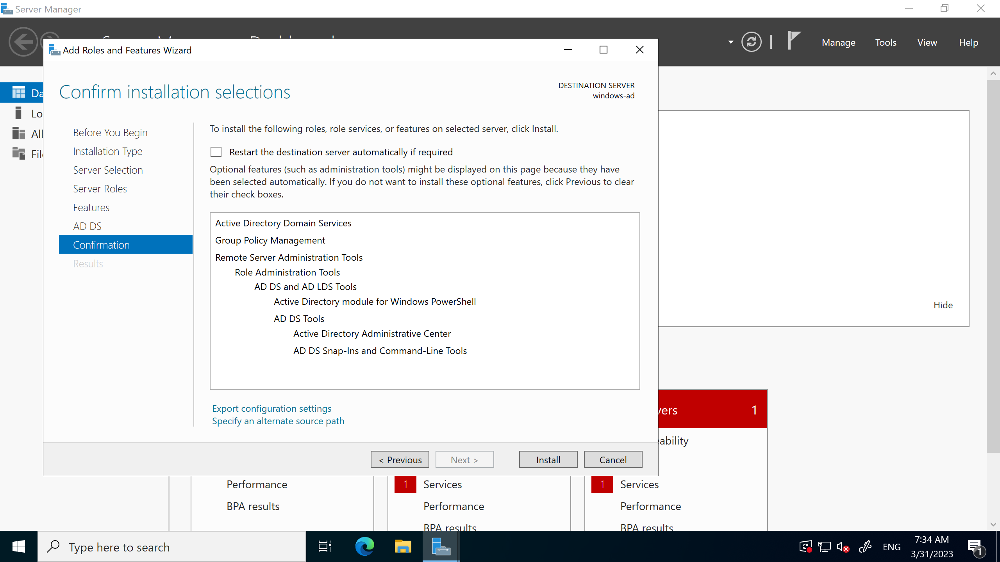 Server Manager
Manage
Tools
View
Help
Add Roles and Features Wizard
Confirm installation selections
DESTINATION SERVER
windows-ad
Before You Begin
Installation Type
Server Selection
Server Roles
Features
AD DS
Confirmation
Results
To install the following roles, role services, or features on selected server, click Install.
Restart the destination server automatically if required
Optional features (such as administration tools) might be displayed on this page because they have
been selected automatically. If you do not want to install these optional features, click Previous to clear
their check boxes.
Active Directory Domain Services
Group Policy Management
Remote Server Administration Tools
Role Administration Tools
AD DS and AD LDS Tools
Active Directory module for Windows PowerShell
AD DS Tools
Active Directory Administrative Center
AD DS Snap-Ins and Command-Line Tools
Export configuration settings
Specify an alternate source path
< Previous
Next >
Install
Cancel
Da
Lo
All
Hide
vers 1
eability
Performance
BPA results
1 Services
Performance
BPA results
1 Services
Performance
BPA results
Type here to search
ENG
7:34 AM
3/31/2023
1